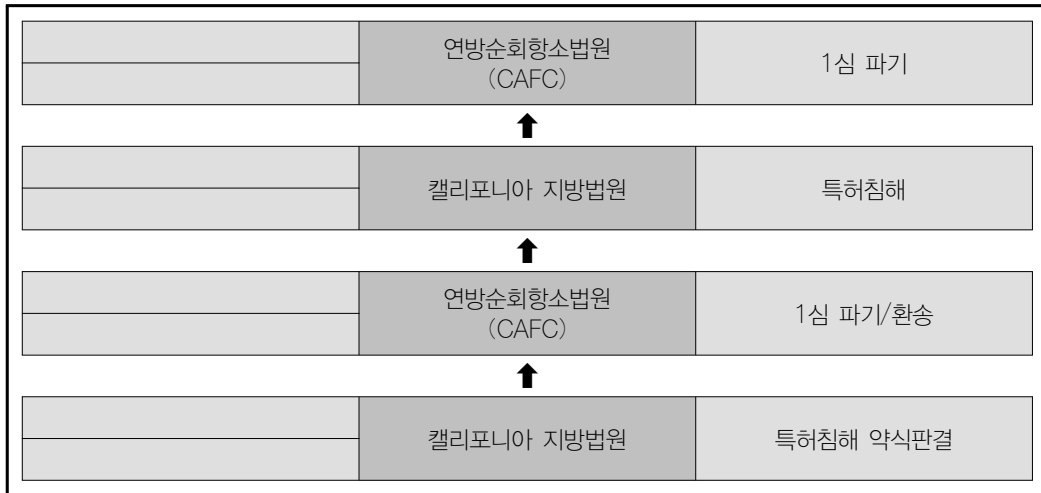 연방순회항소법원
(CAFC)
1심 파기
캘리포니아 지방법원
특허침해
연방순회항소법원
(CAFC)
1심 파기/환송
캘리포니아 지방법원
특허침해 약식판결